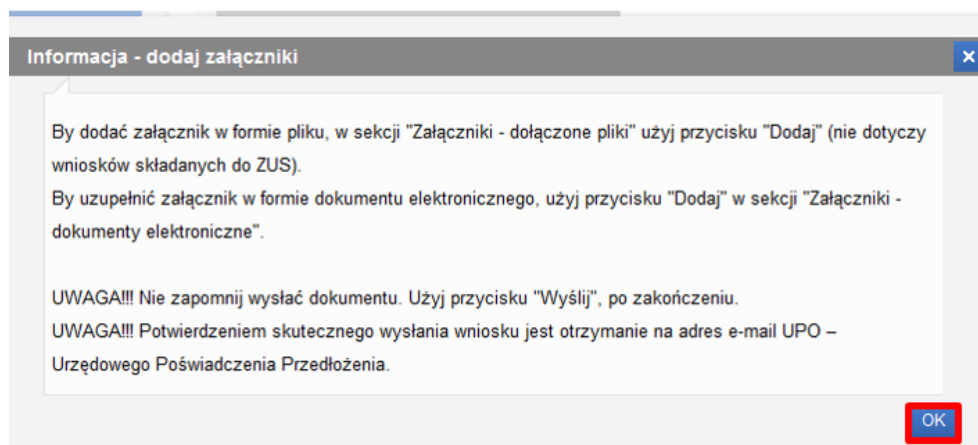 Informacja - dodaj załączniki
x
By dodać załącznik w formie pliku, w sekcji "Załączniki - dołączone pliki" użyj przycisku "Dodaj" (nie dotyczy
wniosków składanych do ZUS).
By uzupełnić załącznik w formie dokumentu elektronicznego, użyj przycisku "Dodaj" w sekcji "Załączniki -
dokumenty elektroniczne".
UWAGA!!! Nie zapomnij wysłać dokumentu. Użyj przycisku "Wyślij", po zakończeniu.
UWAGA!!! Potwierdzeniem skutecznego wysłania wniosku jest otrzymanie na adres e-mail UPO –
Urzędowego Poświadczenia Przedłożenia.
OK